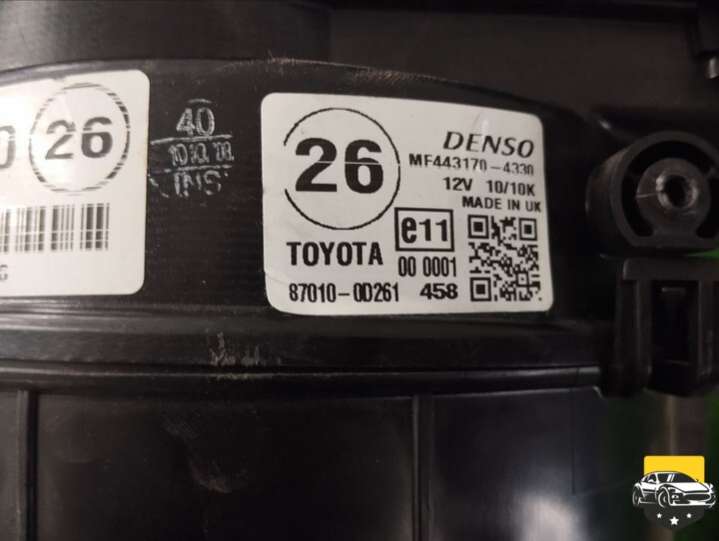 26
40
INS
26
DENSO
MF443170-4330
12V 10/10K
MADE IN UK
TOYOTA
e11
00 0001
87010-0D261 458